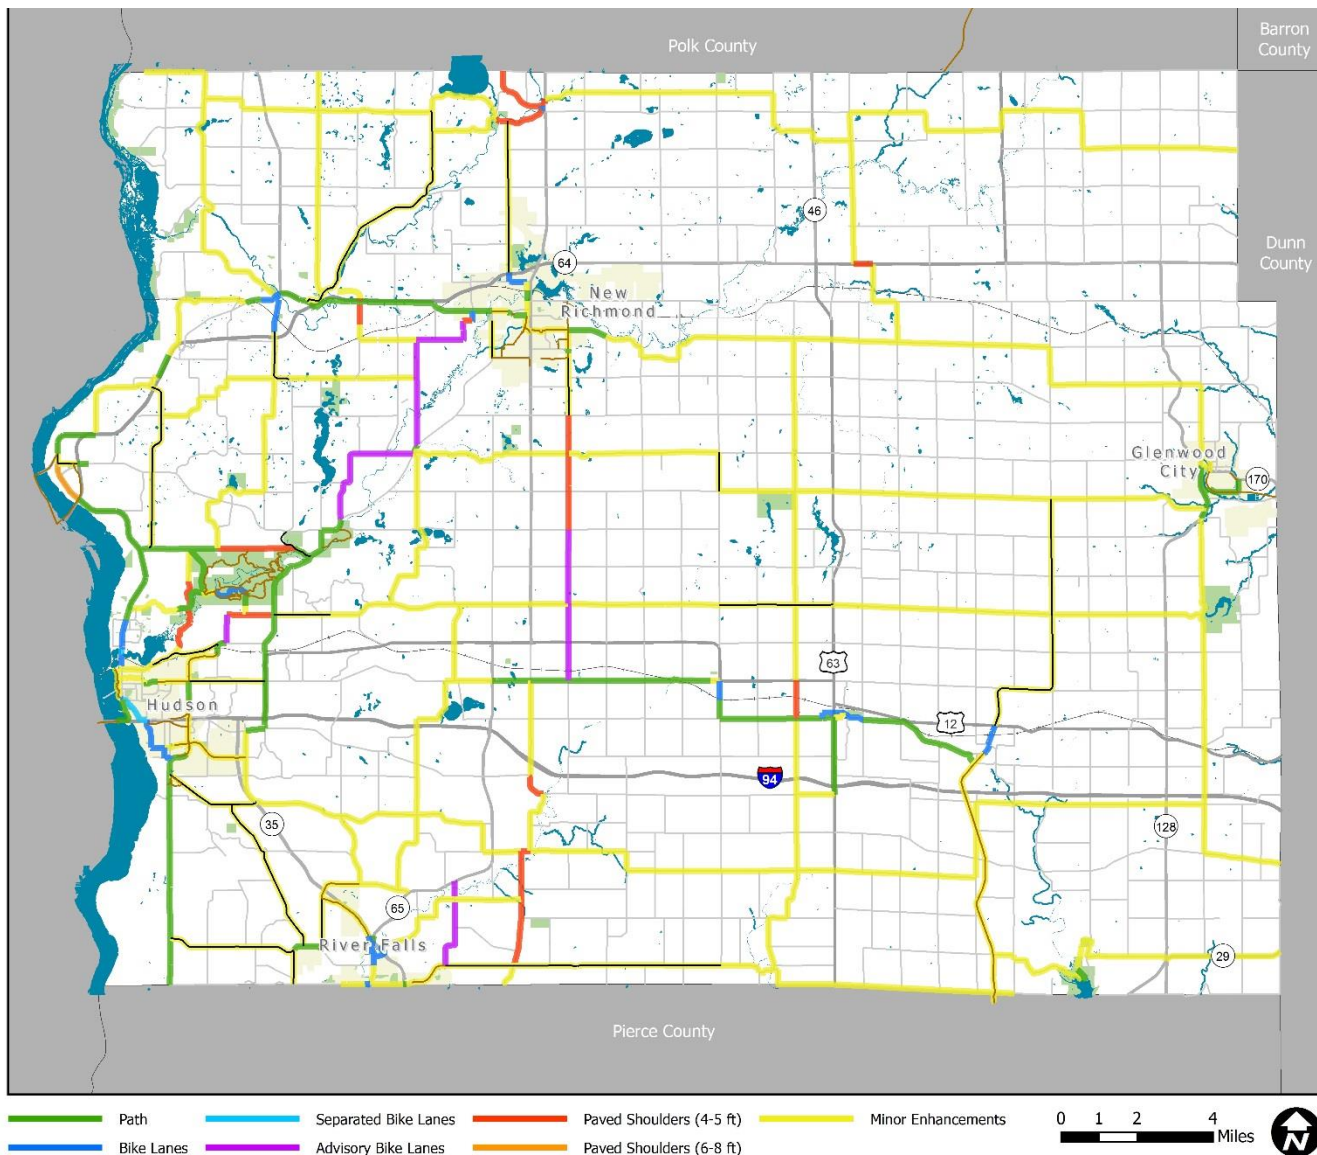 Polk County
Barron
County
46
Dunn
County
64
New
Richmond
Glenwood
City
170
63
Hudson
12
94
35
128
65
River Falls
29
Pierce County
Path
Separated Bike Lanes
Paved Shoulders (4-5 ft)
Minor Enhancements
0 1 2 4
Miles
N
Bike Lanes
Advisory Bike Lanes
Paved Shoulders (6-8 ft)